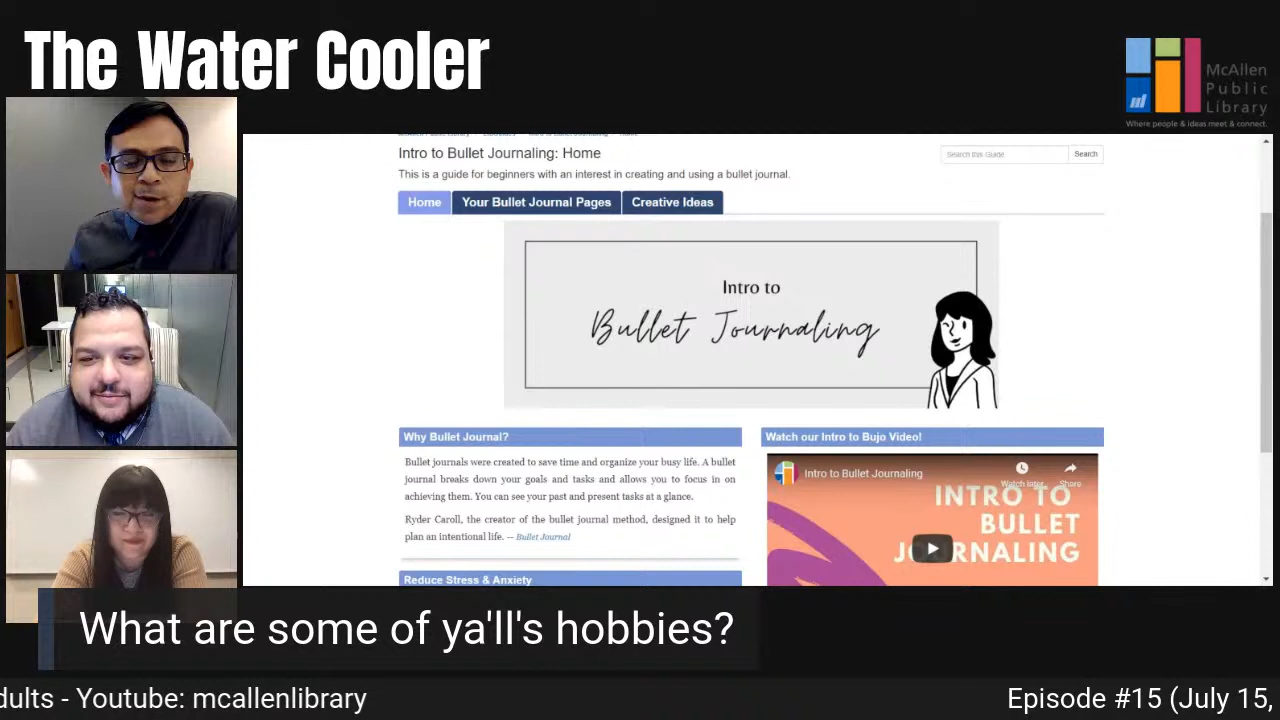 The Water Cooler
McAllen
Public
Library
Where people & ideas meet & connect.
Intro to Bullet Journaling: Home
Search this Guide
Search
This is a guide for beginners with an interest in creating and using a bullet journal.
Home
Your Bullet Journal Pages
Creative Ideas
Intro to
Bullet Journaling
Why Bullet Journal?
Bullet journals were created to save time and organize your busy life. A bullet
journal breaks down your goals and tasks and allows you to focus in on
achieving them. You can see your past and present tasks at a glance.
Ryder Caroll, the creator of the bullet journal method, designed it to help
plan an intentional life. -- Bullet Journal
Reduce Stress & Anxiety
Watch our Intro to Bujo Video!
Intro to Bullet Journaling
Watch later
Share
INTRO TO
BULLET
JOURNALING
What are some of ya'll's hobbies?
dults - Youtube: mcallenlibrary
Episode #15 (July 15,